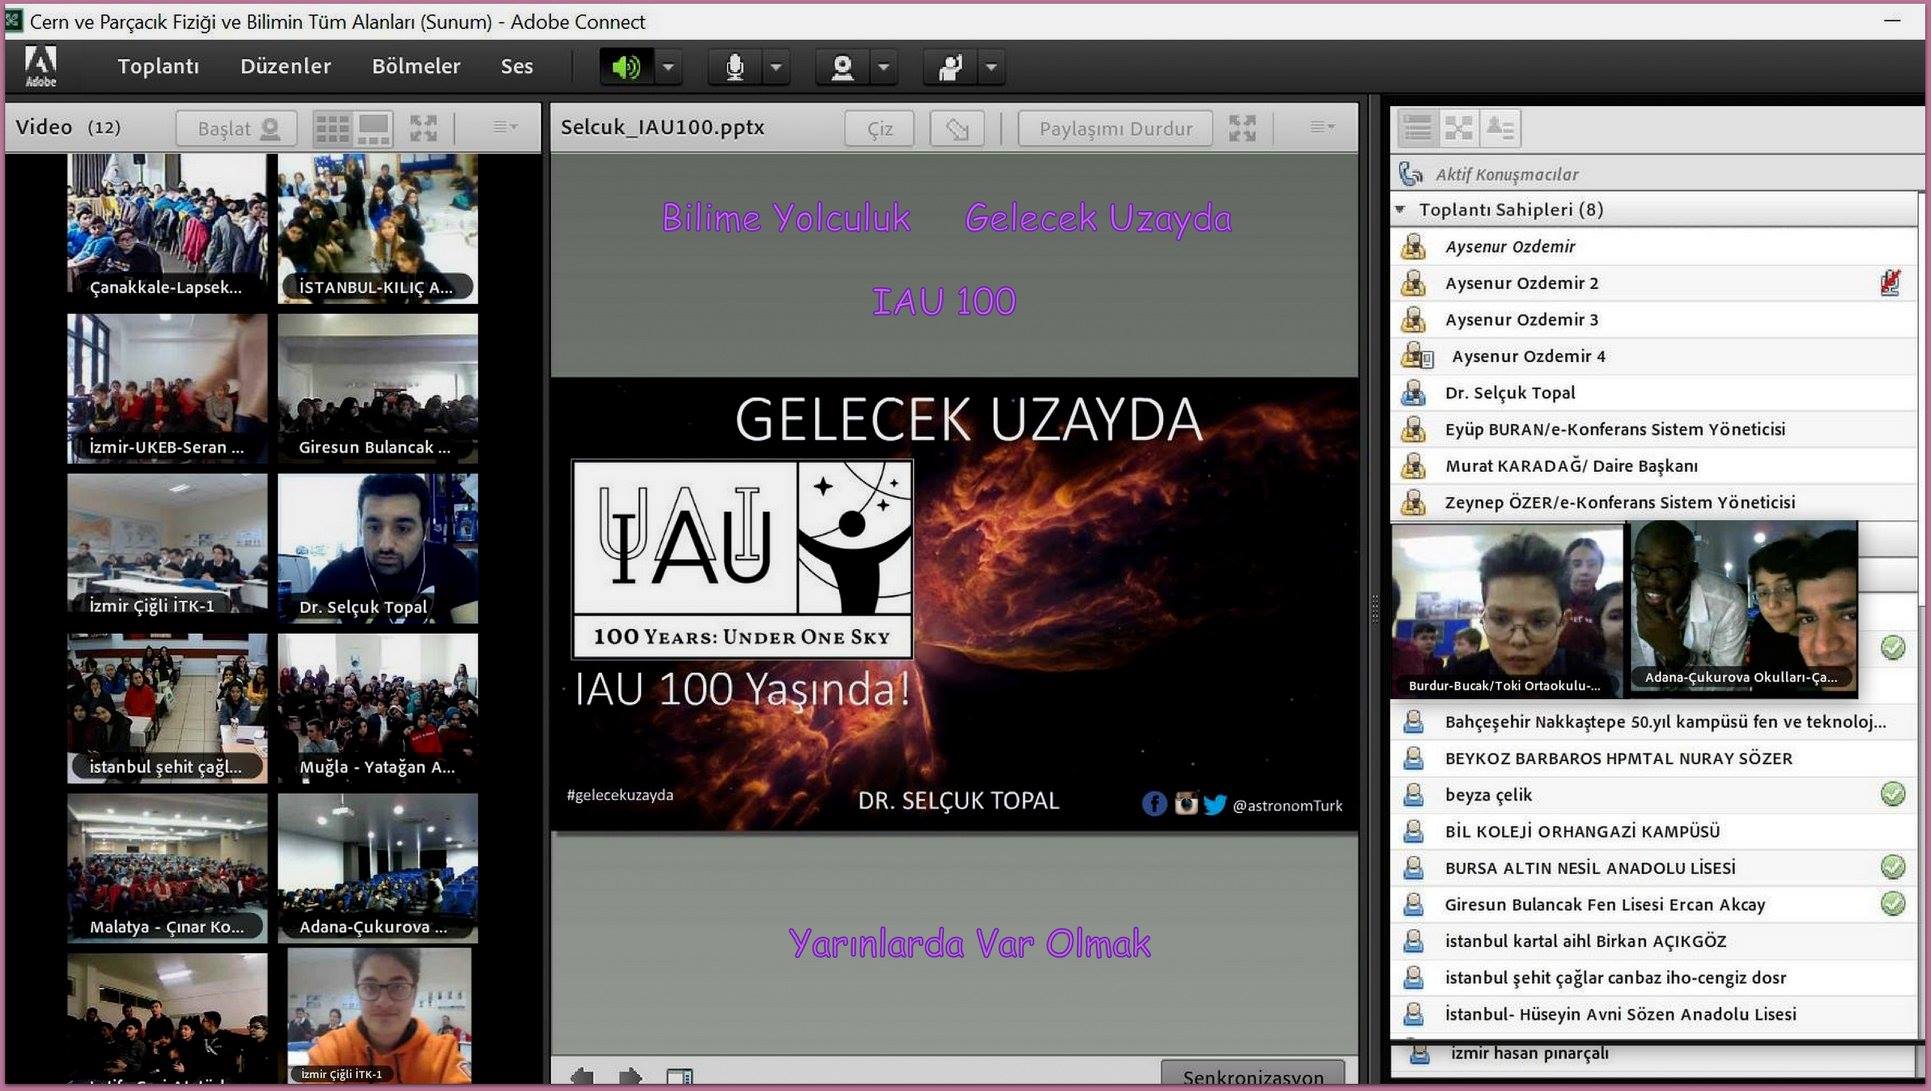 Cern ve Parçacık Fiziği ve Bilimin Tüm Alanları (Sunum) - Adobe Connect
Adobe
Toplantı Düzenler Bölmeler Ses
Video (12) Başlat
Çanakkale-Lapsek...
İSTANBUL-KILIÇ A...
İzmir-UKEB-Seran ...
Giresun Bulancak ...
İzmir Çiğli İTK-1
Dr. Selçuk Topal
istanbul şehit çağl...
Muğla - Yatağan A...
Malatya - Çınar Ko...
Adana-Çukurova ...
İzmir Çiğli İTK-1
Selcuk_IAU100.pptx Çiz Paylaşımı Durdur
Bilime Yolculuk Gelecek Uzayda
IAU 100
GELECEK UZAYDA
IAU
100 YEARS: UNDER ONE SKY
IAU 100 Yaşında!
#gelecekuzayda
DR. SELÇUK TOPAL
@astronomTurk
Yarınlarda Var Olmak
Senkronizasyon
Aktif Konuşmacılar
Toplantı Sahipleri (8)
Aysenur Ozdemir
Aysenur Ozdemir 2
Aysenur Ozdemir 3
Aysenur Ozdemir 4
Dr. Selçuk Topal
Eyüp BURAN/e-Konferans Sistem Yöneticisi
Murat KARADAĞ/ Daire Başkanı
Zeynep ÖZER/e-Konferans Sistem Yöneticisi
Burdur-Bucak/Toki Ortaokulu-...
Adana-Çukurova Okulları-Ça...
Bahçeşehir Nakkaştepe 50.yıl kampüsü fen ve teknoloj...
BEYKOZ BARBAROS HPMTAL NURAY SÖZER
beyza çelik
BİL KOLEJİ ORHANGAZİ KAMPÜSÜ
BURSA ALTIN NESİL ANADOLU LİSESİ
Giresun Bulancak Fen Lisesi Ercan Akcay
istanbul kartal aihl Birkan AÇIKGÖZ
istanbul şehit çağlar canbaz iho-cengiz dosr
İstanbul- Hüseyin Avni Sözen Anadolu Lisesi
izmir hasan pınarçalı